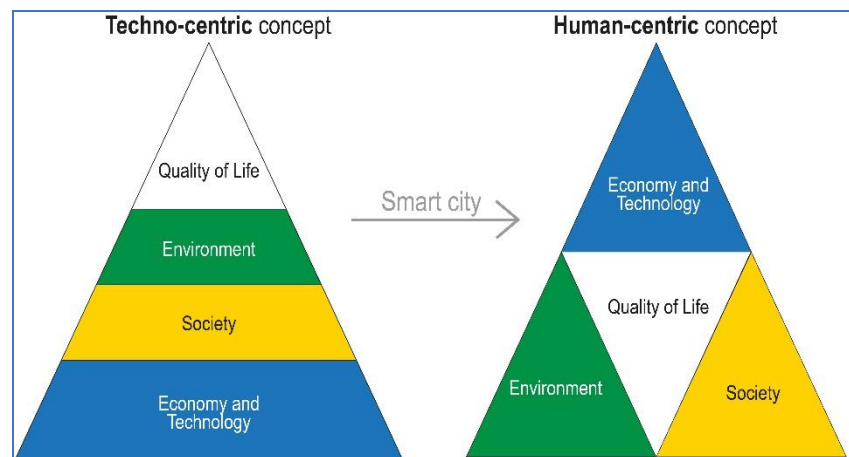 Techno-centric concept
Quality of Life
Environment
Society
Economy and
Technology
Smart city
Human-centric concept
Economy and
Technology
Quality of Life
Environment
Society